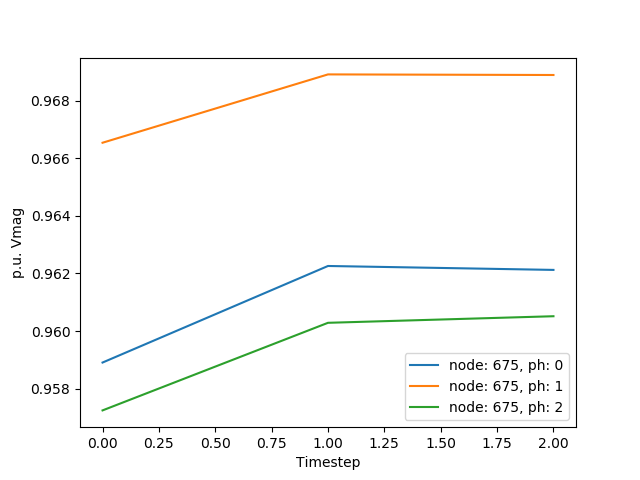 0.968
0.966
0.964
0.962
0.960
0.958
p.u. Vmag
0.00 0.25 0.50 0.75 1.00 1.25 1.50 1.75 2.00
Timestep
node: 675, ph: 0
node: 675, ph: 1
node: 675, ph: 2